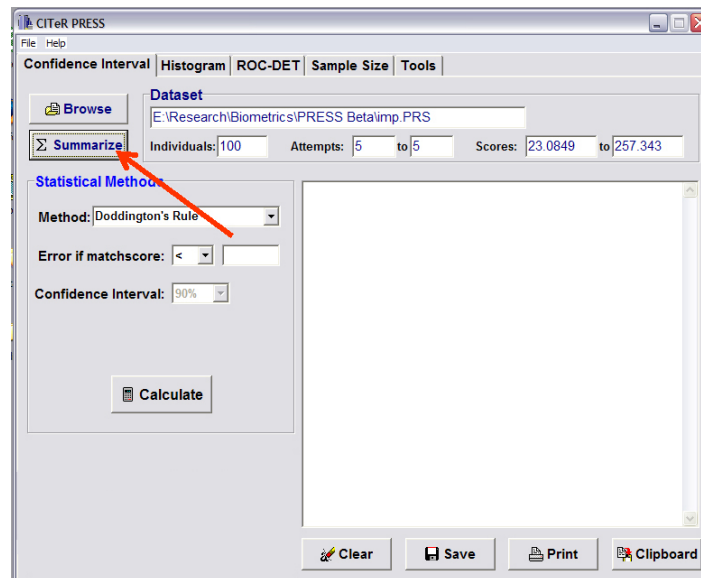 CITeR PRESS
File Help
Confidence Interval Histogram ROC-DET Sample Size Tools
Browse
Dataset
E:\Research\Biometrics\PRESS Beta\imp.PRS
Σ Summarize
Individuals: 100 Attempts: 5 to 5 Scores: 23.0849 to 257.343
Statistical Methods
Method: Doddington's Rule
Error if matchscore: <
Confidence Interval: 90%
Calculate
Clear Save Print Clipboard